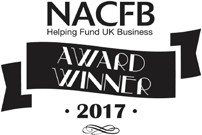 NACFB
Helping Fund UK Business
AWARD
WINNER
• 2017 •